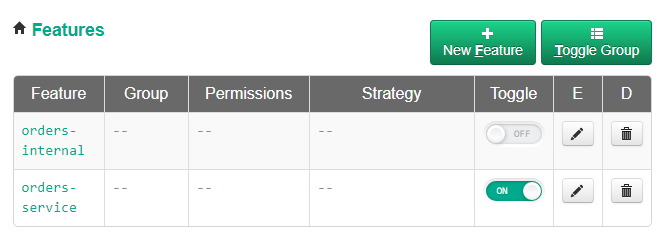 Features
New Feature
Toggle Group
Feature Group Permissions Strategy Toggle E D
orders-
internal
-- -- -- OFF
orders-
service
-- -- -- ON